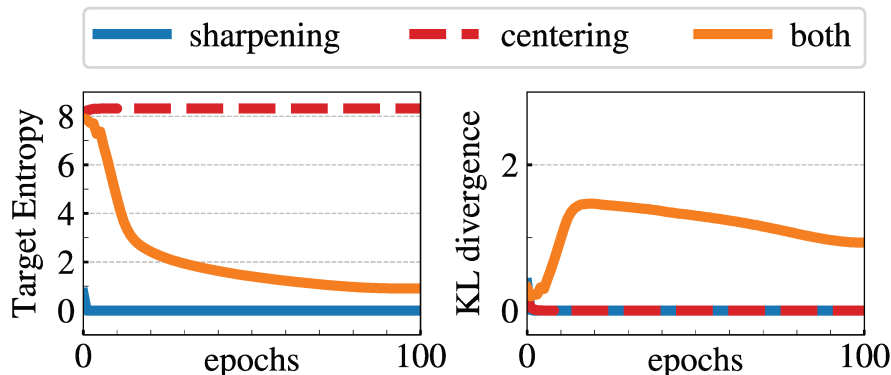 sharpening centering both
Target Entropy
8
6
4
2
0
0 epochs 100
KL divergence
2
0
0 epochs 100